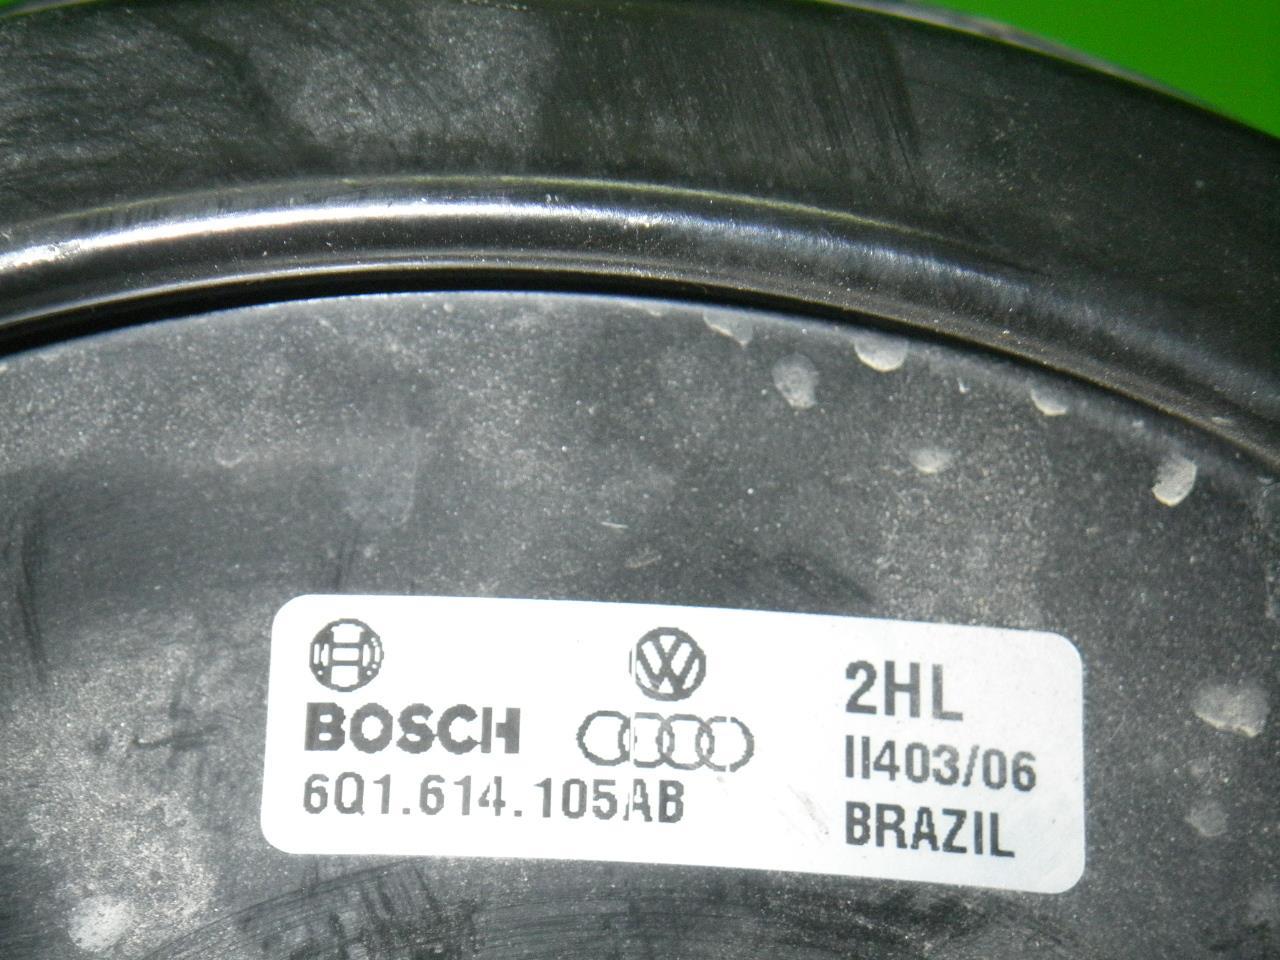 BOSCH
6Q1.614.105AB
2HL
II403/06
BRAZIL